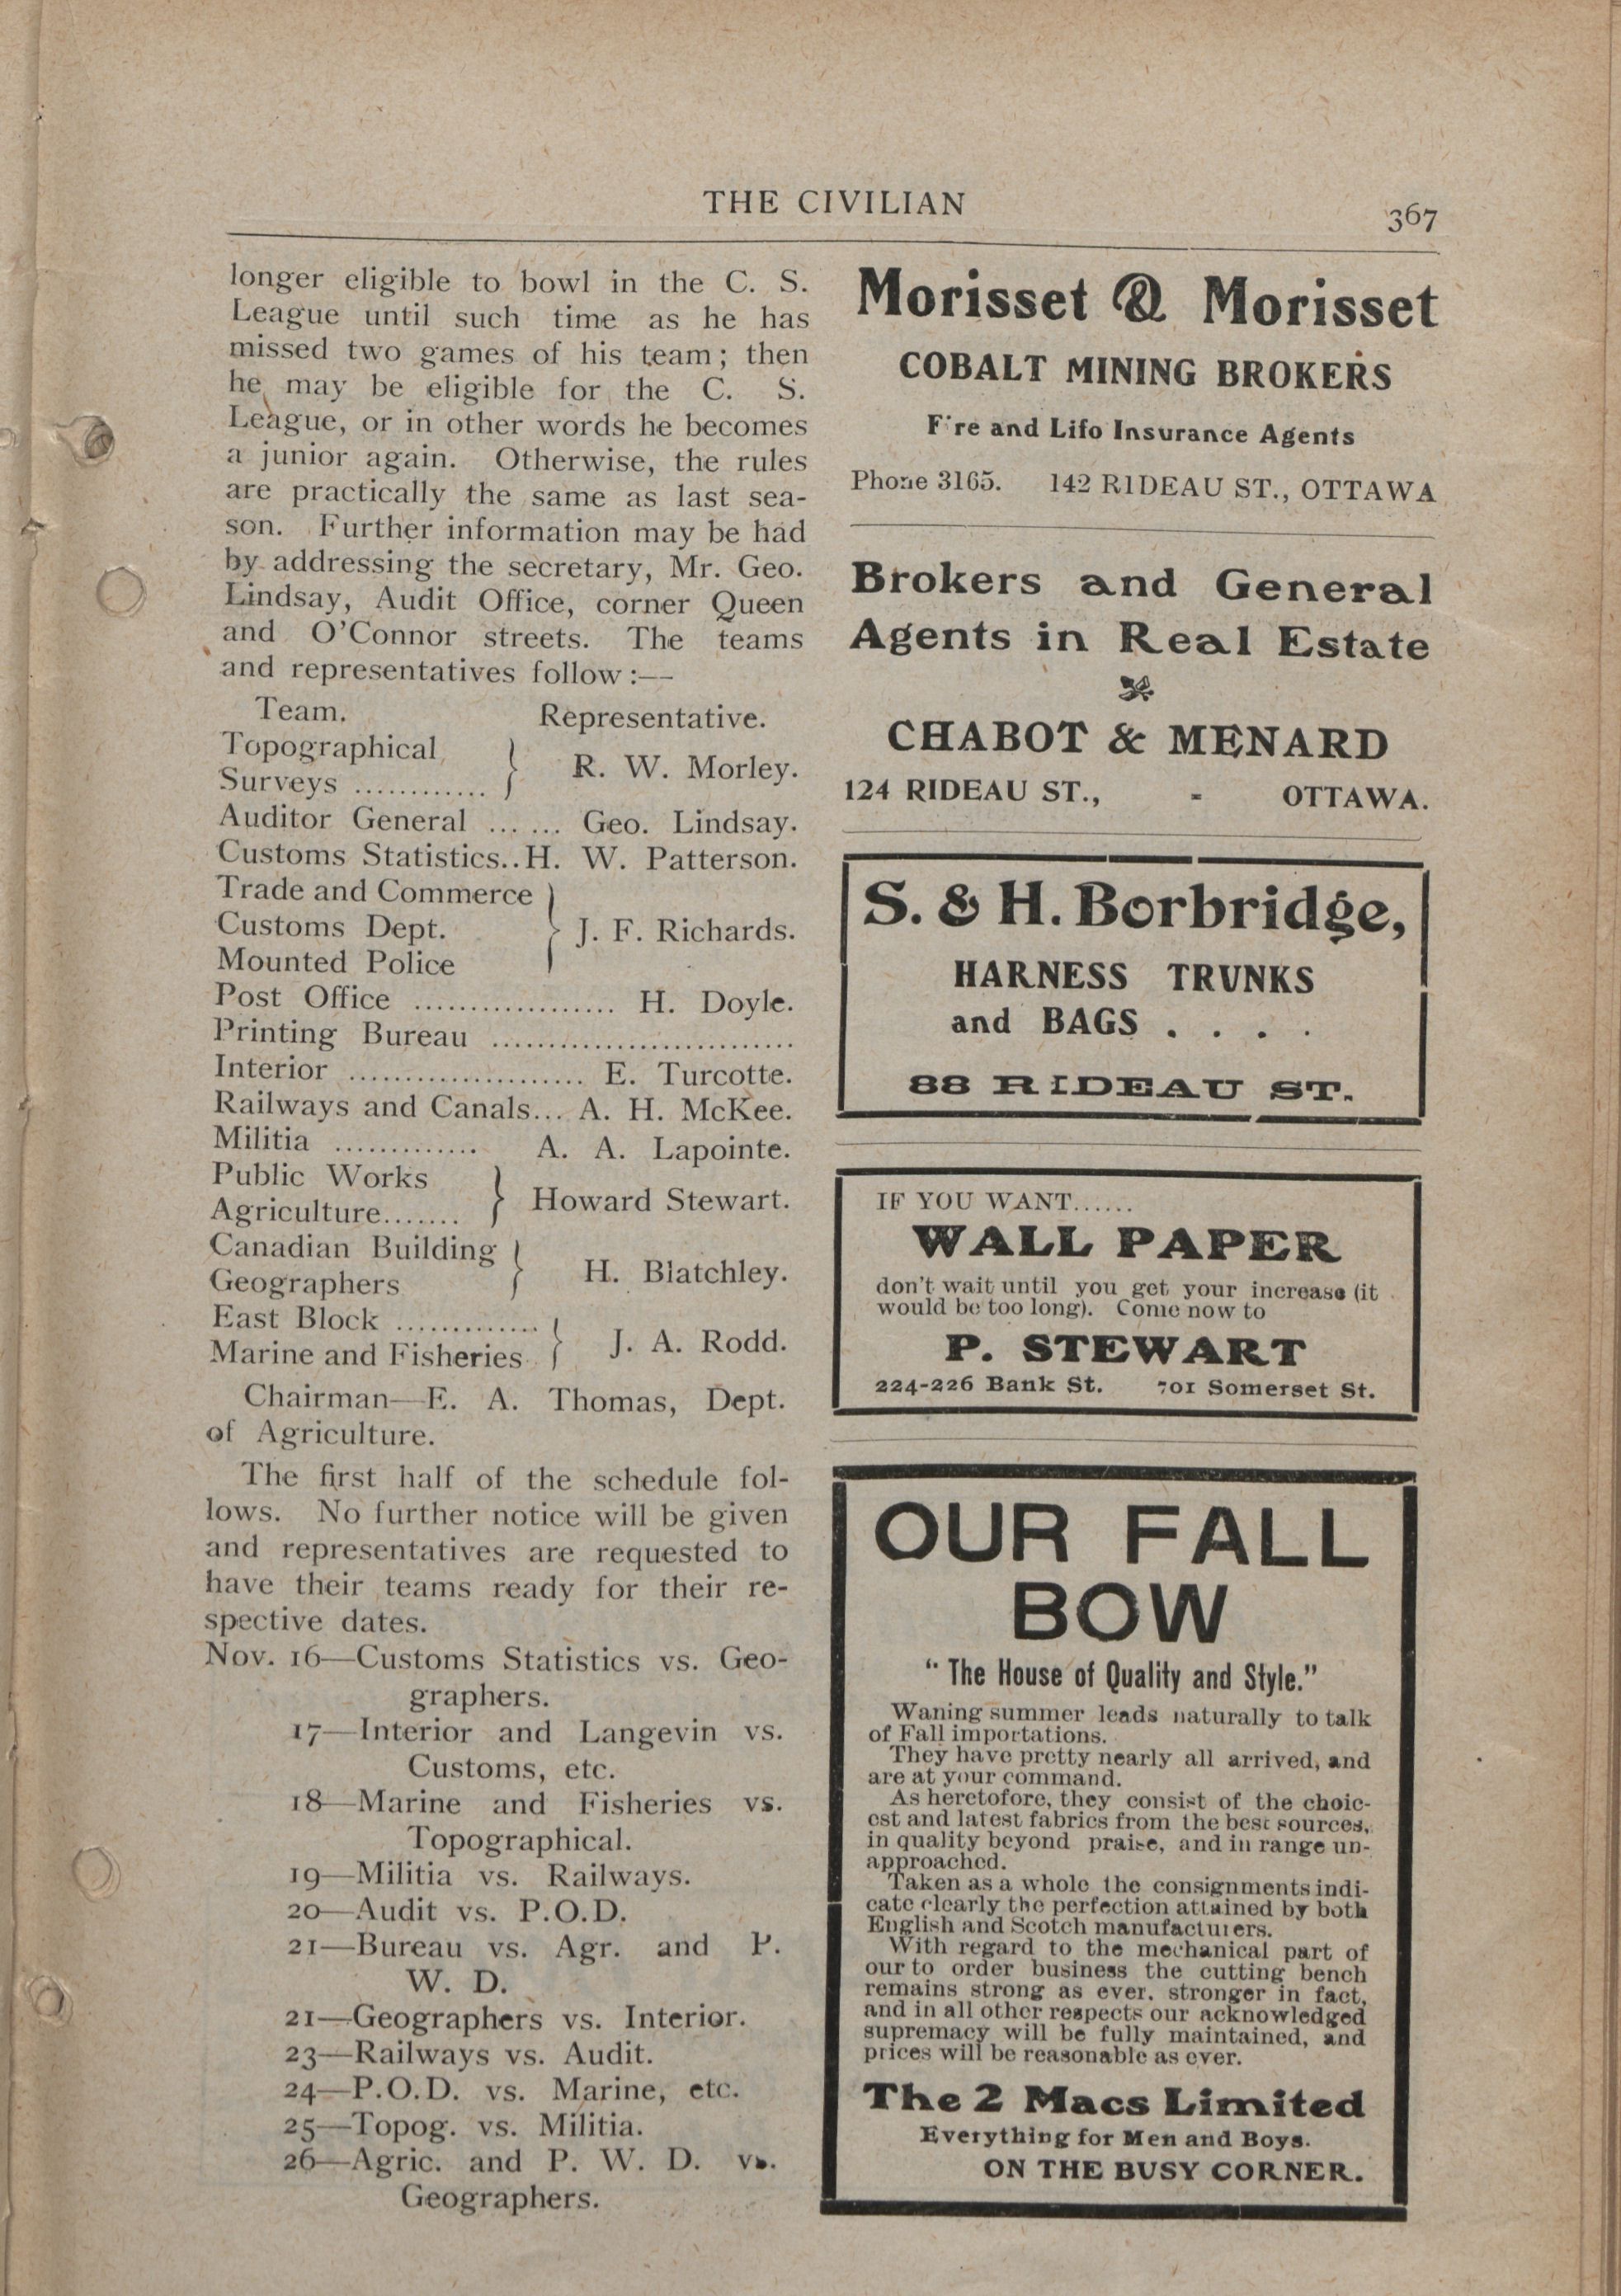 THE CIVILIAN
367
longer eligible to bowl in the C. S.
League until such time as he has
missed two games of his team; then
he may be eligible for the C. S.
League, or in other words he becomes
a junior again. Otherwise, the rules
are practically the same as last sea-
son. Further information may be had
by addressing the secretary, Mr. Geo.
Lindsay, Audit Office, corner Queen
and O'Connor streets. The teams
and representatives follow:—
Team. Representative.
Topographical
Surveys ............ } R. W. Morley.
Auditor General ... ... Geo. Lindsay.
Customs Statistics..H. W. Patterson.
Trade and Commerce
Customs Dept. } J. F. Richards.
Mounted Police
Post Office .................. H. Doyle.
Printing Bureau ...........................
Interior ..................... E. Turcotte.
Railways and Canals... A. H. McKee.
Militia ............. A. A. Lapointe.
Public Works
Agriculture....... } Howard Stewart.
Canadian Building
Geographers } H. Blatchley.
East Block .............
Marine and Fisheries } J. A. Rodd.
Chairman—E. A. Thomas, Dept.
of Agriculture.
The first half of the schedule fol-
lows. No further notice will be given
and representatives are requested to
have their teams ready for their re-
spective dates.
Nov. 16—Customs Statistics vs. Geo-
graphers.
17—Interior and Langevin vs.
Customs, etc.
18—Marine and Fisheries vs.
Topographical.
19—Militia vs. Railways.
20—Audit vs. P.O.D.
21—Bureau vs. Agr. and P.
W. D.
21—Geographers vs. Interior.
23—Railways vs. Audit.
24—P.O.D. vs. Marine, etc.
25—Topog. vs. Militia.
26—Agric. and P. W. D. vs.
Geographers.
Morisset & Morisset
COBALT MINING BROKERS
Fire and Lifo Insurance Agents
Phone 3165. 142 RIDEAU ST., OTTAWA
Brokers and General
Agents in Real Estate
CHABOT & MENARD
124 RIDEAU ST., - OTTAWA.
S. & H. Borbridge,
HARNESS TRUNKS
and BAGS . . . .
88 RIDEAU ST.
IF YOU WANT......
WALL PAPER
don't wait until you get your increase (it
would be too long). Come now to
P. STEWART
224-226 Bank St. 701 Somerset St.
OUR FALL
BOW
"The House of Quality and Style."
Waning summer leads naturally to talk
of Fall importations.
They have pretty nearly all arrived, and
are at your command.
As heretofore, they consist of the choic-
est and latest fabrics from the best sources,
in quality beyond praise, and in range un-
approached.
Taken as a whole the consignments indi-
cate clearly the perfection attained by both
English and Scotch manufacturers.
With regard to the mechanical part of
our to order business the cutting bench
remains strong as ever, stronger in fact,
and in all other respects our acknowledged
supremacy will be fully maintained, and
prices will be reasonable as ever.
The 2 Macs Limited
Everything for Men and Boys.
ON THE BUSY CORNER.